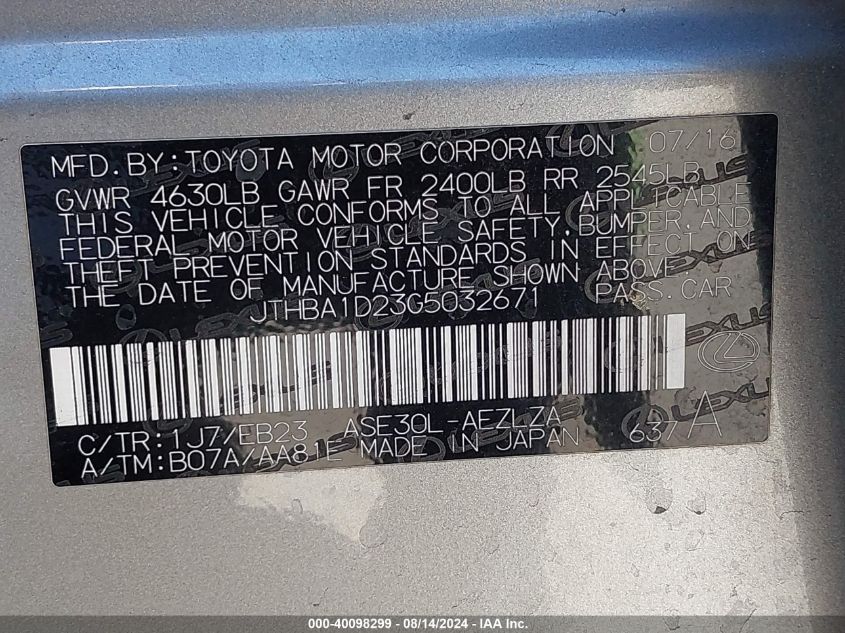 MFD.BY:TOYOTA MOTOR CORPORATION 07/16
GVWR 4630LB GAWR FR 2400LB RR 2545LB
THIS VEHICLE CONFORMS TO ALL APPLICABLE
FEDERAL MOTOR VEHICLE SAFETY,BUMPER,AND
THEFT PREVENTION STANDARDS IN EFFECT ON
THE DATE OF MANUFACTURE SHOWN ABOVE.
JTHBA1D23G5032671 PASS.CAR
LEXUS
C/TR:1J7/EB23 ASE30L-AEZLZA 637 A
A/TM:B07A/AA81E MADE IN JAPAN
000-40098299 - 08/14/2024 - IAA Inc.